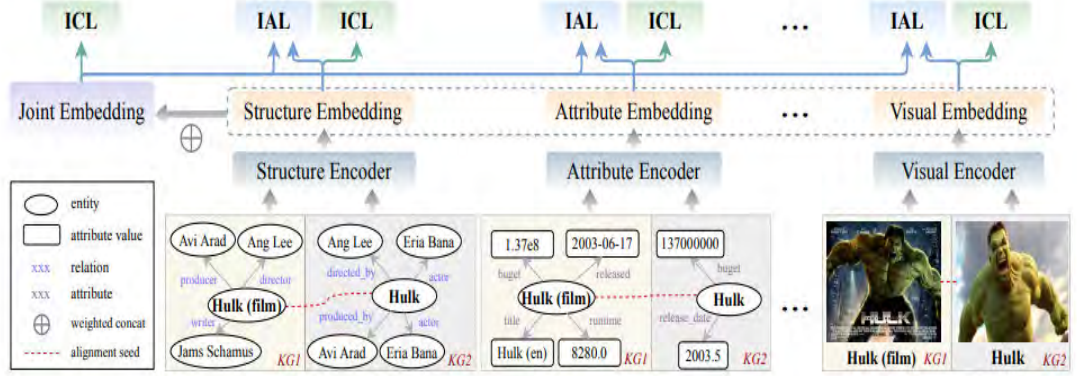 ICL IAL ICL IAL ICL ... IAL ICL
Joint Embedding Structure Embedding Attribute Embedding ... Visual Embedding
Structure Encoder Attribute Encoder Visual Encoder
entity
attribute value
xxx relation
xxx attribute
weighted concat
alignment seed
Avi Arad Ang Lee
producer director
Hulk (film)
writer
Jams Schamus
KG1
Ang Lee Eria Bana
directed_by actor
Hulk
produced_by actor
Avi Arad Eria Bana
KG2
1.37e8 2003-06-17
buget released
Hulk (film)
title runtime
Hulk (en) 8280.0
KG1
137000000
buget
Hulk
release_date
2003.5
KG2
...
HULK
Hulk (film) KG1
Hulk KG2